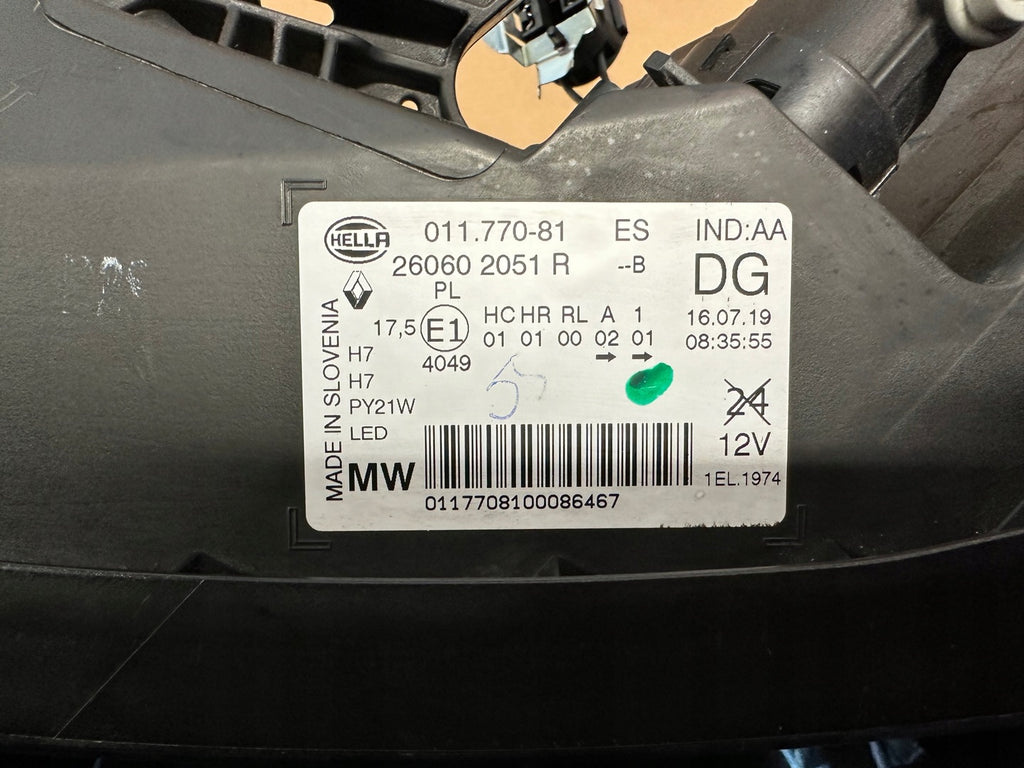 HELLA 011.770-81 ES IND:AA
26060 2051 R --B DG
PL
17,5 E1 HC HR RL A 1 16.07.19
01 01 00 02 01 08:35:55
4049 → →
H7
H7
PY21W
LED
24
12V
MW
1EL.1974
0117708100086467
MADE IN SLOVENIA